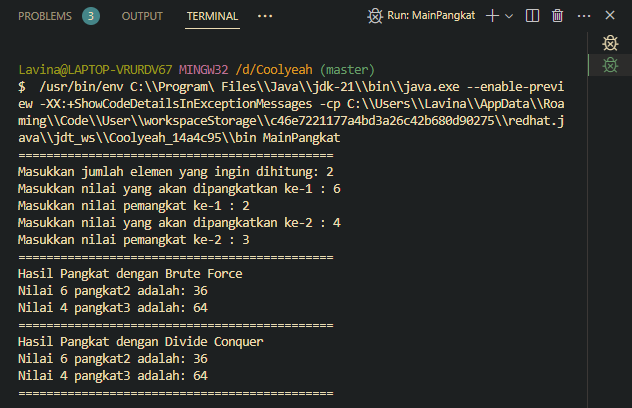 PROBLEMS 3 OUTPUT TERMINAL ··· Run: MainPangkat
Lavina@LAPTOP-VRURDV67 MINGW32 /d/Coolyeah (master)
$  /usr/bin/env C:\\Program\ Files\\Java\\jdk-21\\bin\\java.exe --enable-previ
ew -XX:+ShowCodeDetailsInExceptionMessages -cp C:\\Users\\Lavina\\AppData\\Roa
ming\\Code\\User\\workspaceStorage\\c46e7221177a4bd3a26c42b680d90275\\redhat.j
ava\\jdt_ws\\Coolyeah_14a4c95\\bin MainPangkat
=============================================
Masukkan jumlah elemen yang ingin dihitung: 2
Masukkan nilai yang akan dipangkatkan ke-1 : 6
Masukkan nilai pemangkat ke-1 : 2
Masukkan nilai yang akan dipangkatkan ke-2 : 4
Masukkan nilai pemangkat ke-2 : 3
=============================================
Hasil Pangkat dengan Brute Force
Nilai 6 pangkat2 adalah: 36
Nilai 4 pangkat3 adalah: 64
=============================================
Hasil Pangkat dengan Divide Conquer
Nilai 6 pangkat2 adalah: 36
Nilai 4 pangkat3 adalah: 64
=============================================